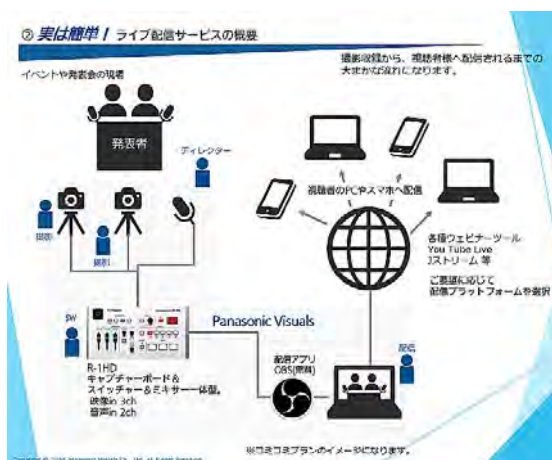 ② 実は簡単！ ライブ配信サービスの概要
撮影収録から、視聴者様へ配信されるまでの
大まかな流れになります。
イベントや発表会の現場
発表者
ディレクター
視聴者のPCやスマホへ配信
撮影
撮影
各種ウェビナーツール
You Tube Live
Jストリーム 等
ご要望に応じて
配信プラットフォームを選択
SW
Panasonic Visuals
配信アプリ
OBS(無料)
配信
R-1HD
キャプチャーボード＆
スイッチャー＆ミキサー一体型。
映像in 3ch
音声in 2ch
※コミコミプランのイメージになります。